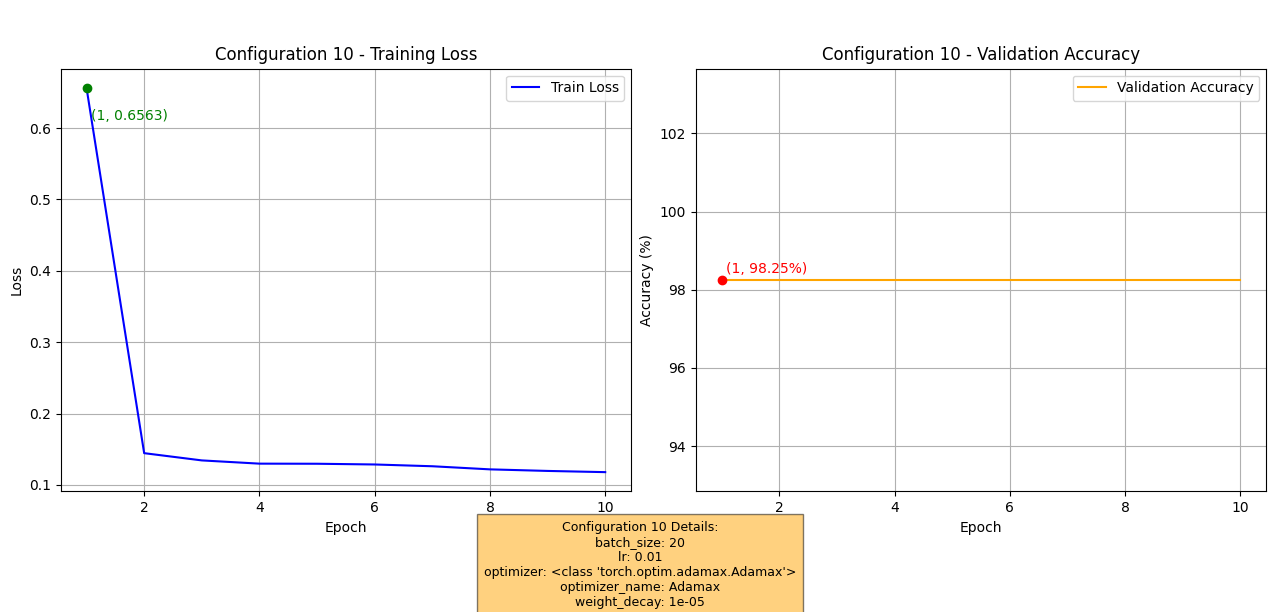 Configuration 10 - Training Loss
Train Loss
(1, 0.6563)
0.6
0.5
0.4
0.3
0.2
0.1
Loss
2
4
6
8
10
Epoch
Configuration 10 - Validation Accuracy
Validation Accuracy
(1, 98.25%)
102
100
98
96
94
Accuracy (%)
2
4
6
8
10
Epoch
Configuration 10 Details:
batch_size: 20
lr: 0.01
optimizer: <class 'torch.optim.adamax.Adamax'>
optimizer_name: Adamax
weight_decay: 1e-05